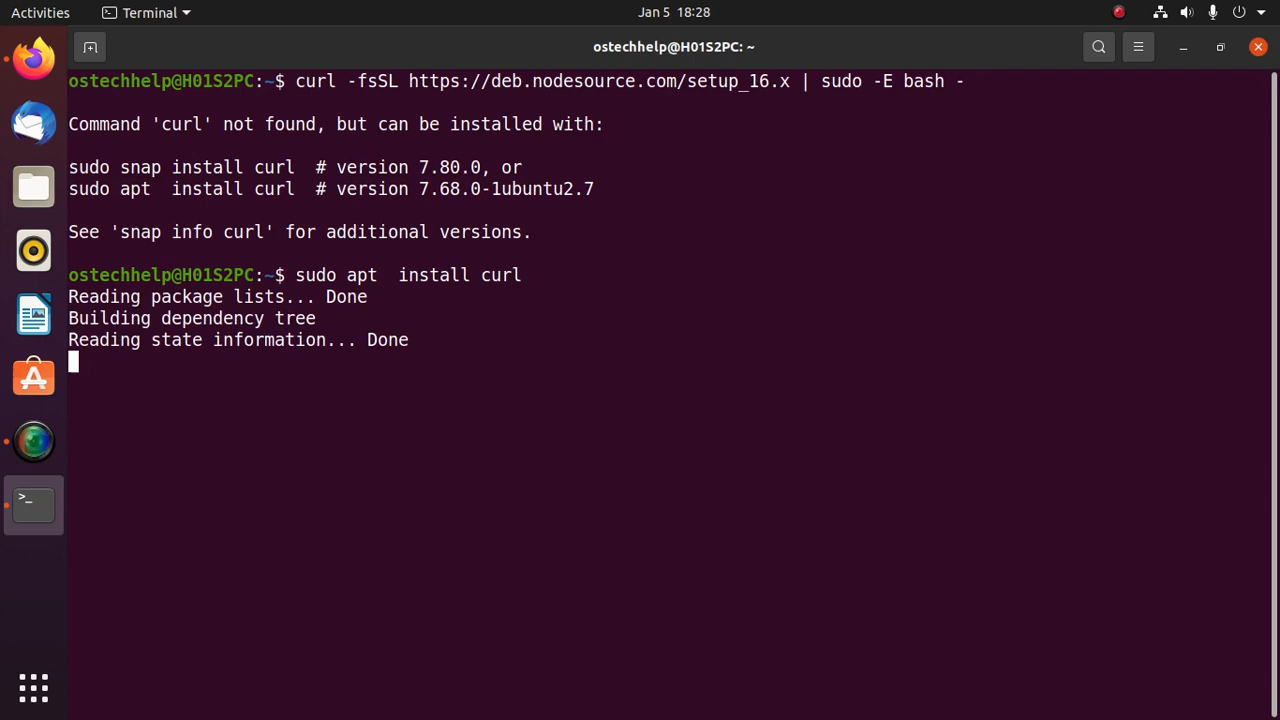 Activities Terminal Jan 5 18:28
ostechhelp@H01S2PC: ~
ostechhelp@H01S2PC:~$ curl -fsSL https://deb.nodesource.com/setup_16.x | sudo -E bash -
Command 'curl' not found, but can be installed with:
sudo snap install curl  # version 7.80.0, or
sudo apt  install curl  # version 7.68.0-1ubuntu2.7
See 'snap info curl' for additional versions.
ostechhelp@H01S2PC:~$ sudo apt  install curl
Reading package lists... Done
Building dependency tree
Reading state information... Done
>_